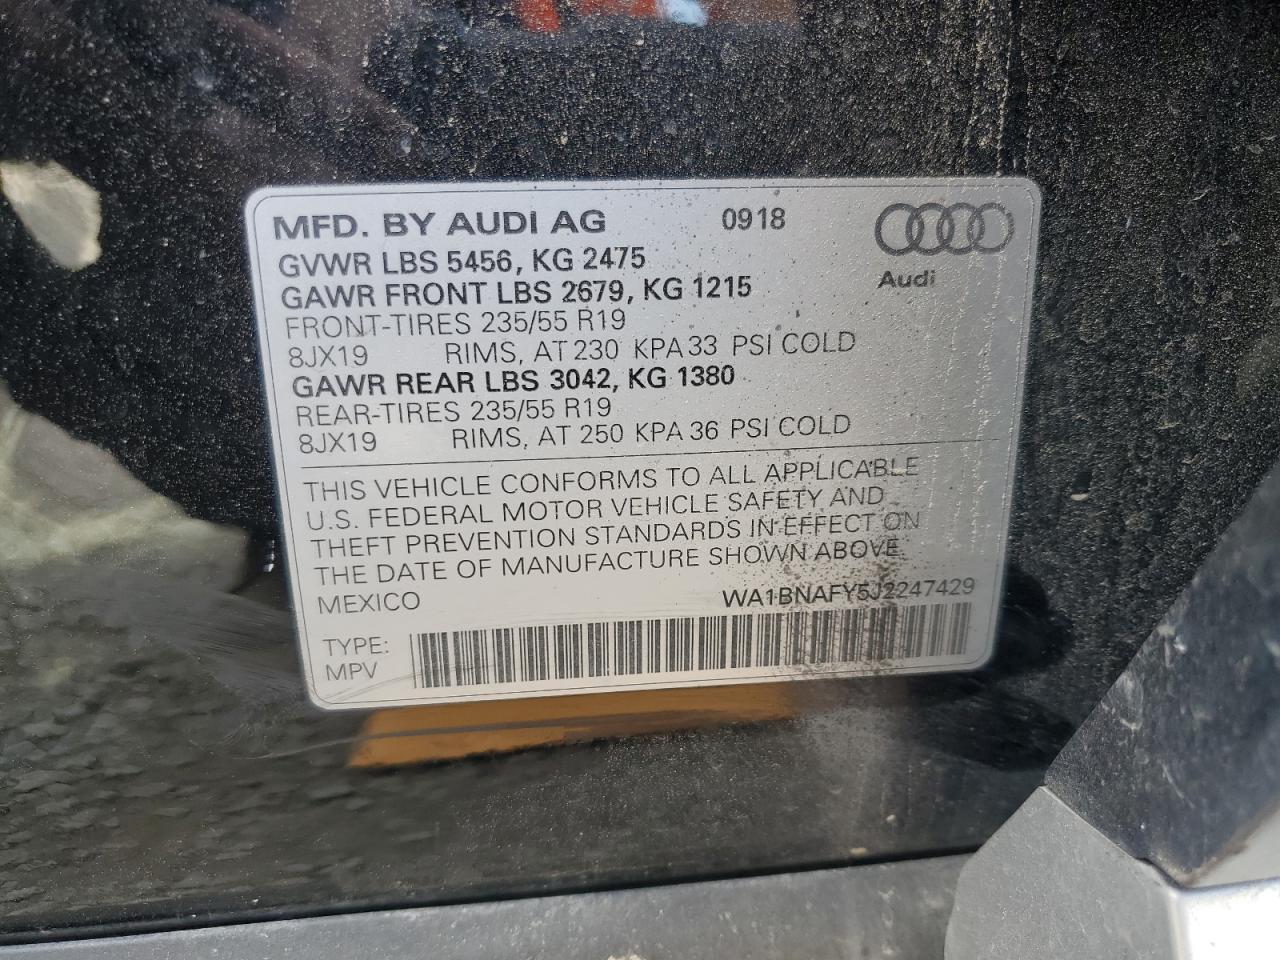 MFD. BY AUDI AG 0918
GVWR LBS 5456, KG 2475
Audi
GAWR FRONT LBS 2679, KG 1215
FRONT-TIRES 235/55 R19
8JX19 RIMS, AT 230 KPA 33 PSI COLD
GAWR REAR LBS 3042, KG 1380
REAR-TIRES 235/55 R19
8JX19 RIMS, AT 250 KPA 36 PSI COLD
THIS VEHICLE CONFORMS TO ALL APPLICABLE
U.S. FEDERAL MOTOR VEHICLE SAFETY AND
THEFT PREVENTION STANDARDS IN EFFECT ON
THE DATE OF MANUFACTURE SHOWN ABOVE
MEXICO WA1BNAFY5J2247429
TYPE:
MPV